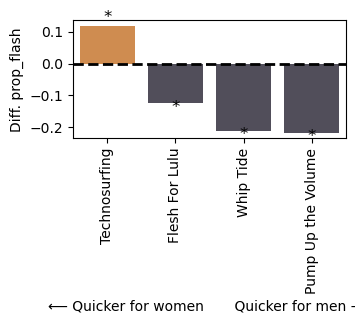 Diff. prop_flash
0.1
0.0
−0.1
−0.2
*
*
*
*
Technosurfing
Flesh For Lulu
Whip Tide
Pump Up the Volume
⟵ Quicker for women
Quicker for men -